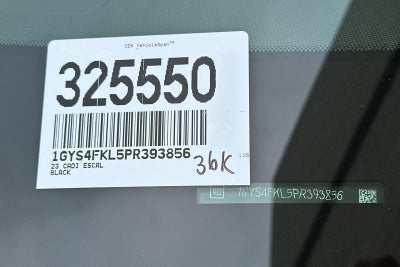 CDK VehicleScan™
325550
1GYS4FKL5PR393856
36K
23 CADI ESCAL
BLACK
1GYS4FKL5PR393856